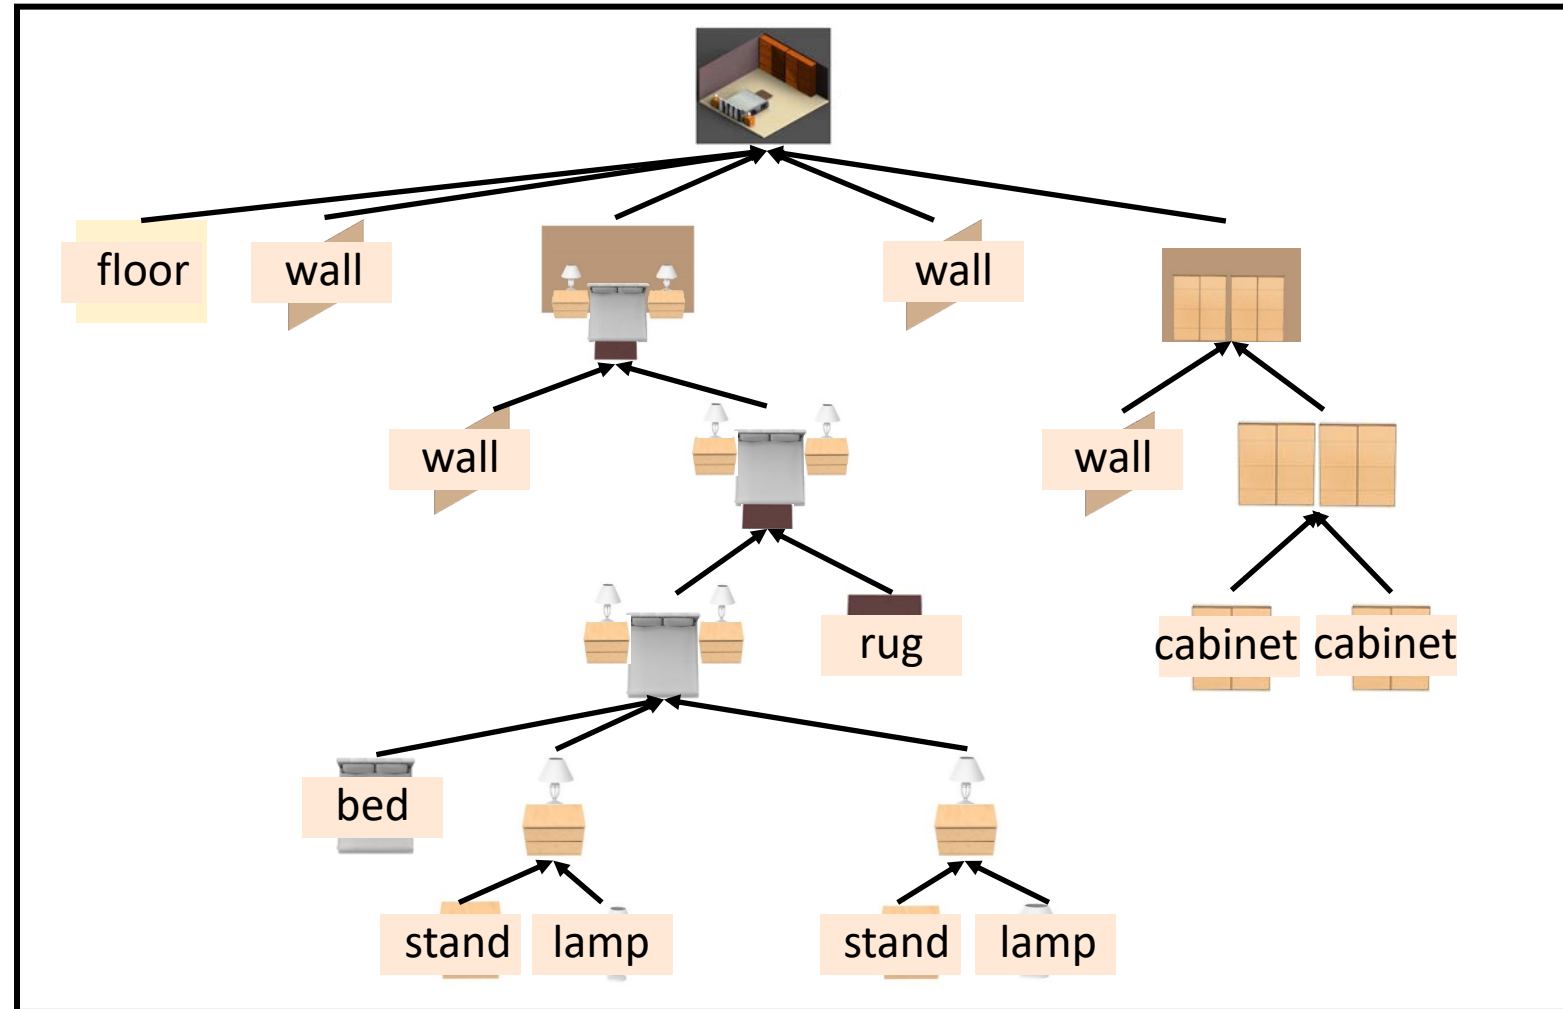 floor
wall
wall
wall
wall
rug
cabinet
cabinet
bed
stand
lamp
stand
lamp